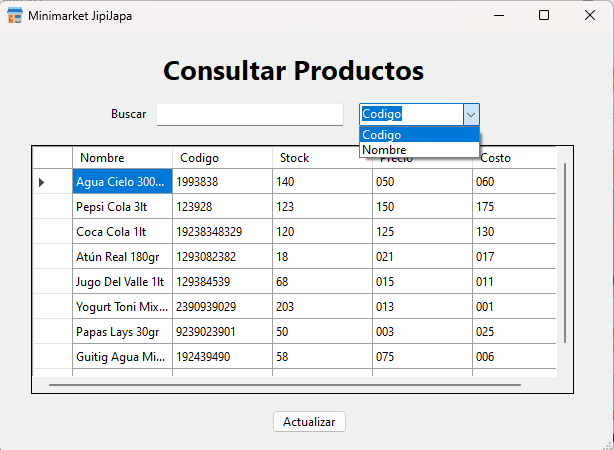 Minimarket JipiJapa
Consultar Productos
Buscar Codigo
Codigo
Nombre
Nombre Codigo Stock Precio Costo
Agua Cielo 300... 1993838 140 050 060
Pepsi Cola 3lt 123928 123 150 175
Coca Cola 1lt 19238348329 120 125 130
Atún Real 180gr 1293082382 18 021 017
Jugo Del Valle 1lt 129384539 68 015 011
Yogurt Toni Mix... 2390939029 203 013 001
Papas Lays 30gr 9239023901 50 003 025
Guitig Agua Mi... 192439490 58 075 006
Actualizar